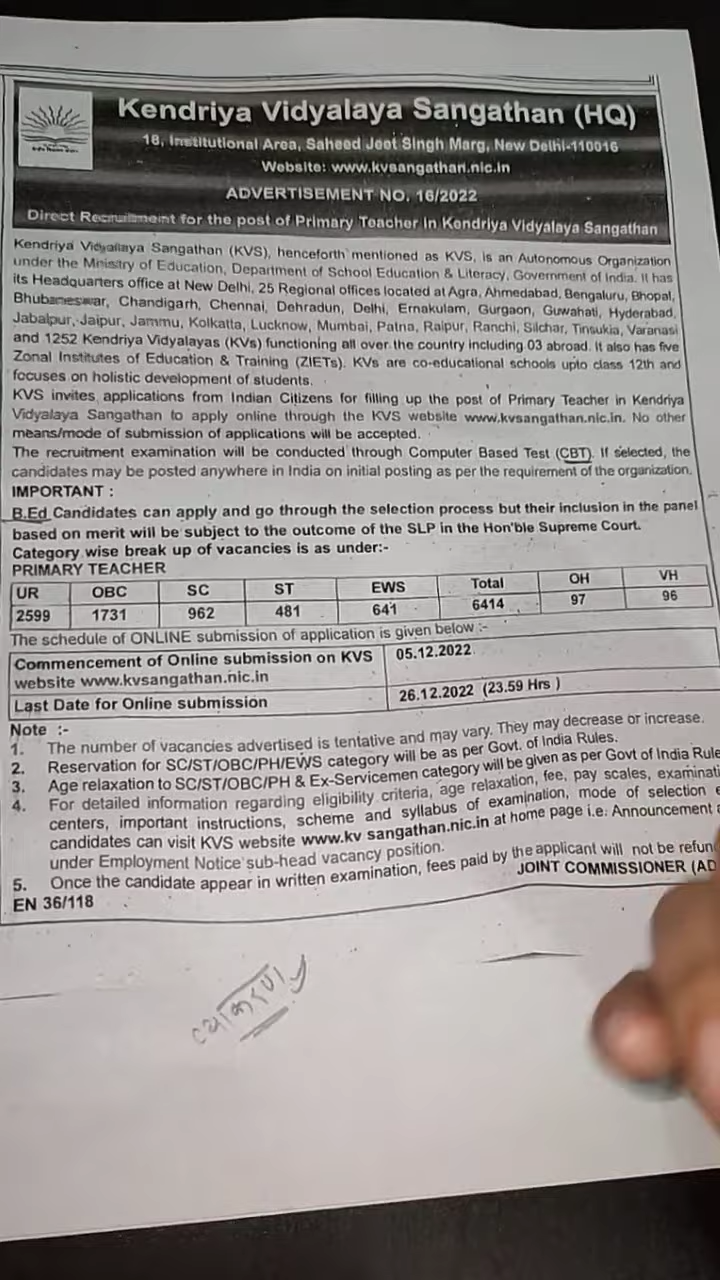 Kendriya Vidyalaya Sangathan (HQ)
18, Institutional Area, Saheed Jeet Singh Marg, New Delhi-110016
Website: www.kvsangathan.nic.in
ADVERTISEMENT NO. 16/2022
Direct Recruitment for the post of Primary Teacher in Kendriya Vidyalaya Sangathan
Kendriya Vidyalaya Sangathan (KVS), henceforth mentioned as KVS, is an Autonomous Organization
under the Ministry of Education, Department of School Education & Literacy, Government of India. It has
its Headquarters office at New Delhi, 25 Regional offices located at Agra, Ahmedabad, Bengaluru, Bhopal,
Bhubaneswar, Chandigarh, Chennai, Dehradun, Delhi, Ernakulam, Gurgaon, Guwahati, Hyderabad,
Jabalpur, Jaipur, Jammu, Kolkatta, Lucknow, Mumbai, Patna, Raipur, Ranchi, Silchar, Tinsukia, Varanasi
and 1252 Kendriya Vidyalayas (KVs) functioning all over the country including 03 abroad. It also has five
Zonal Institutes of Education & Training (ZIETs). KVs are co-educational schools upto class 12th and
focuses on holistic development of students.
KVS invites applications from Indian Citizens for filling up the post of Primary Teacher in Kendriya
Vidyalaya Sangathan to apply online through the KVS website www.kvsangathan.nic.in. No other
means/mode of submission of applications will be accepted.
The recruitment examination will be conducted through Computer Based Test (CBT). If selected, the
candidates may be posted anywhere in India on initial posting as per the requirement of the organization.
IMPORTANT :
B.Ed Candidates can apply and go through the selection process but their inclusion in the panel
based on merit will be subject to the outcome of the SLP in the Hon'ble Supreme Court.
Category wise break up of vacancies is as under:-
PRIMARY TEACHER
UR OBC SC ST EWS Total OH VH
2599 1731 962 481 641 6414 97 96
The schedule of ONLINE submission of application is given below :-
Commencement of Online submission on KVS 05.12.2022
website www.kvsangathan.nic.in
Last Date for Online submission 26.12.2022 (23.59 Hrs )
Note :-
1. The number of vacancies advertised is tentative and may vary. They may decrease or increase.
2. Reservation for SC/ST/OBC/PH/EWS category will be as per Govt. of India Rules.
3. Age relaxation to SC/ST/OBC/PH & Ex-Servicemen category will be given as per Govt of India Rule
4. For detailed information regarding eligibility criteria, age relaxation, fee, pay scales, examinati
centers, important instructions, scheme and syllabus of examination, mode of selection e
candidates can visit KVS website www.kv sangathan.nic.in at home page i.e. Announcement a
under Employment Notice sub-head vacancy position.
5. Once the candidate appear in written examination, fees paid by the applicant will not be refun
JOINT COMMISSIONER (AD
EN 36/118
व्याकरण